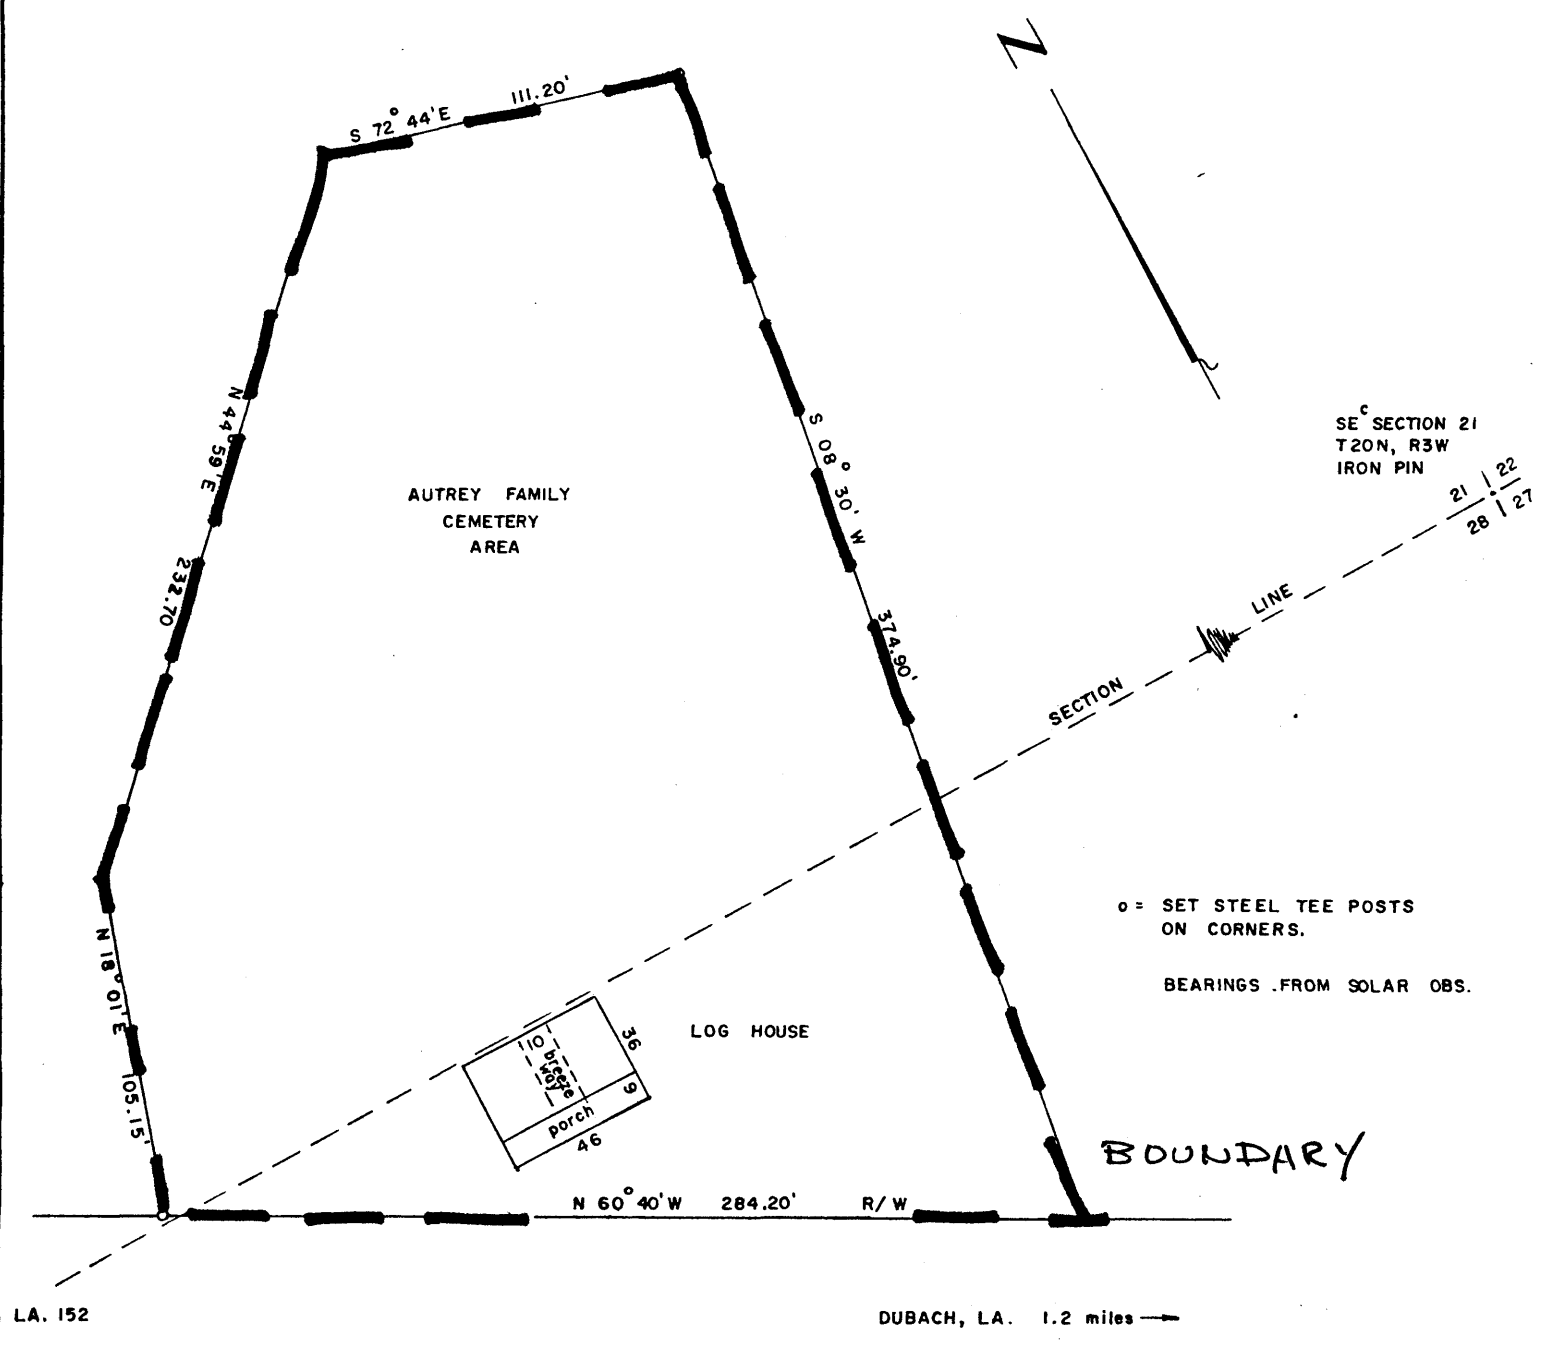 N
S 72° 44'E 111.20'
N 44° 59'E
232.70
S 08° 30' W
374.90'
AUTREY FAMILY
CEMETERY
AREA
SEᶜ SECTION 21
T20N, R3W
IRON PIN
21 22
28 27
SECTION LINE
o = SET STEEL TEE POSTS
ON CORNERS.
BEARINGS .FROM SOLAR OBS.
N 18° 01'E
105.15'
LOG HOUSE
36
10
breeze
way
9
porch
46
BOUNDARY
N 60° 40'W 284.20' R/W
LA. 152
DUBACH, LA. 1.2 miles